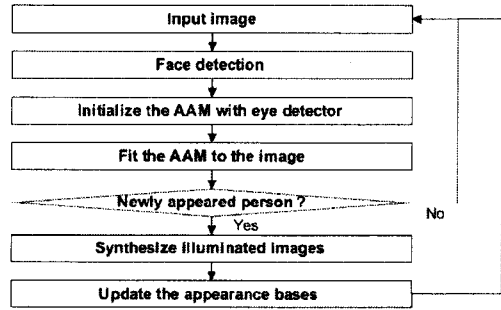 Input image
Face detection
Initialize the AAM with eye detector
Fit the AAM to the image
Newly appeared person ?
No
Yes
Synthesize illuminated images
Update the appearance bases